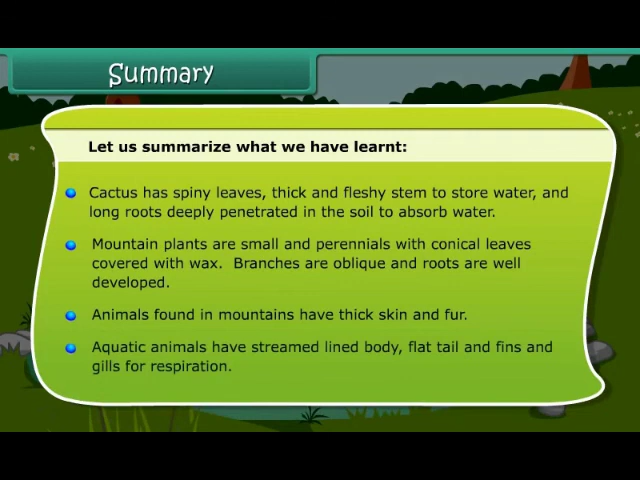 Summary
Let us summarize what we have learnt:
Cactus has spiny leaves, thick and fleshy stem to store water, and
long roots deeply penetrated in the soil to absorb water.
Mountain plants are small and perennials with conical leaves
covered with wax. Branches are oblique and roots are well
developed.
Animals found in mountains have thick skin and fur.
Aquatic animals have streamed lined body, flat tail and fins and
gills for respiration.